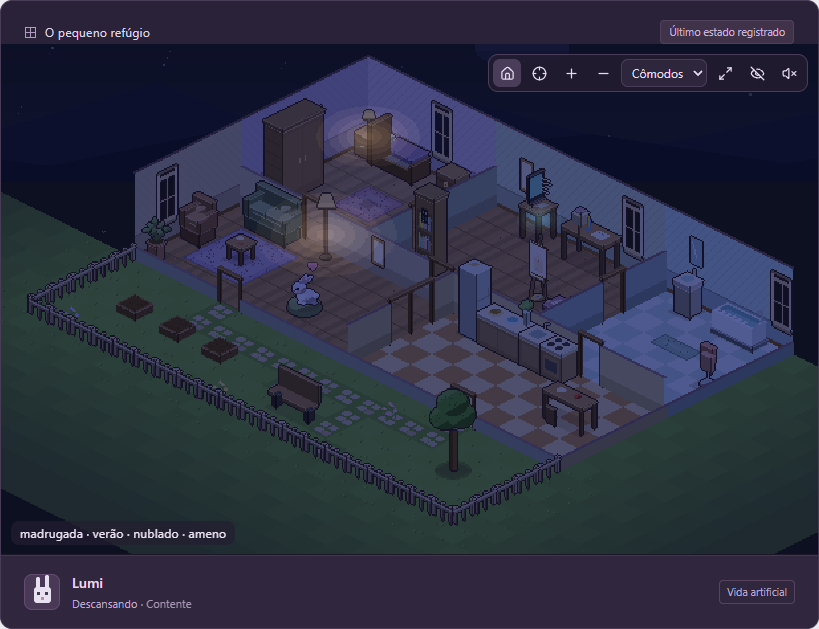 O pequeno refúgio
Último estado registrado
Cômodos
madrugada · verão · nublado · ameno
Lumi
Descansando · Contente
Vida artificial